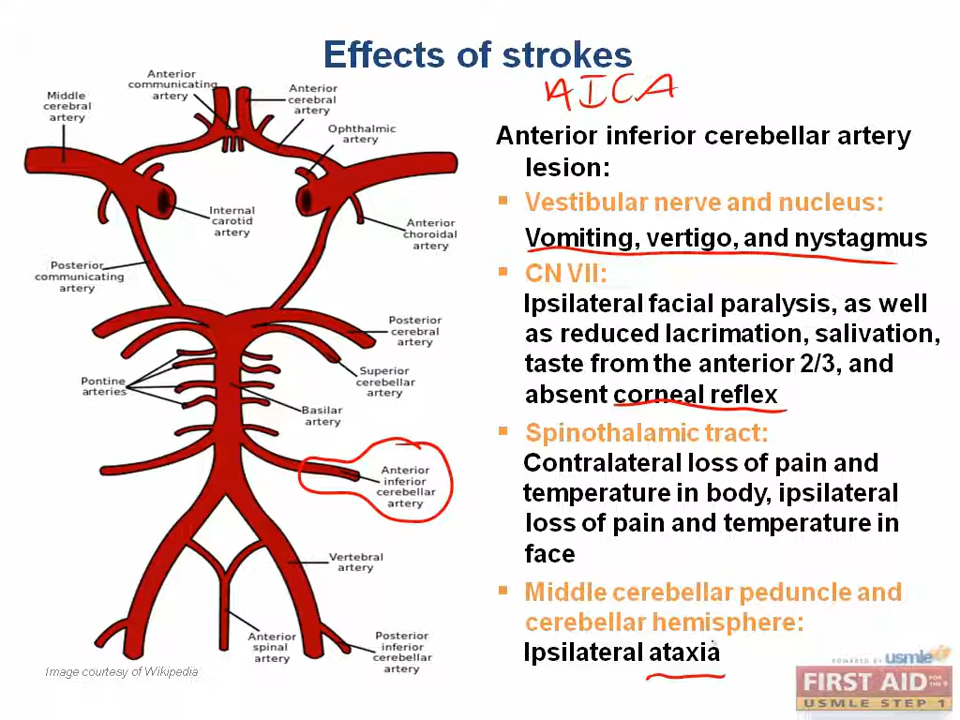 Effects of strokes
AICA
Anterior
communicating
artery
Anterior
cerebral
artery
Middle
cerebral
artery
Ophthalmic
artery
Internal
carotid
artery
Anterior
choroidal
artery
Posterior
communicating
artery
Posterior
cerebral
artery
Superior
cerebellar
artery
Pontine
arteries
Basilar
artery
Anterior
inferior
cerebellar
artery
Vertebral
artery
Anterior
spinal
artery
Posterior
inferior
cerebellar
artery
Image courtesy of Wikipedia
Anterior inferior cerebellar artery
lesion:
▪ Vestibular nerve and nucleus:
Vomiting, vertigo, and nystagmus
▪ CN VII:
Ipsilateral facial paralysis, as well
as reduced lacrimation, salivation,
taste from the anterior 2/3, and
absent corneal reflex
▪ Spinothalamic tract:
Contralateral loss of pain and
temperature in body, ipsilateral
loss of pain and temperature in
face
▪ Middle cerebellar peduncle and
cerebellar hemisphere:
Ipsilateral ataxia
POWERED BY usmle
FIRST AID FOR THE
USMLE STEP 1